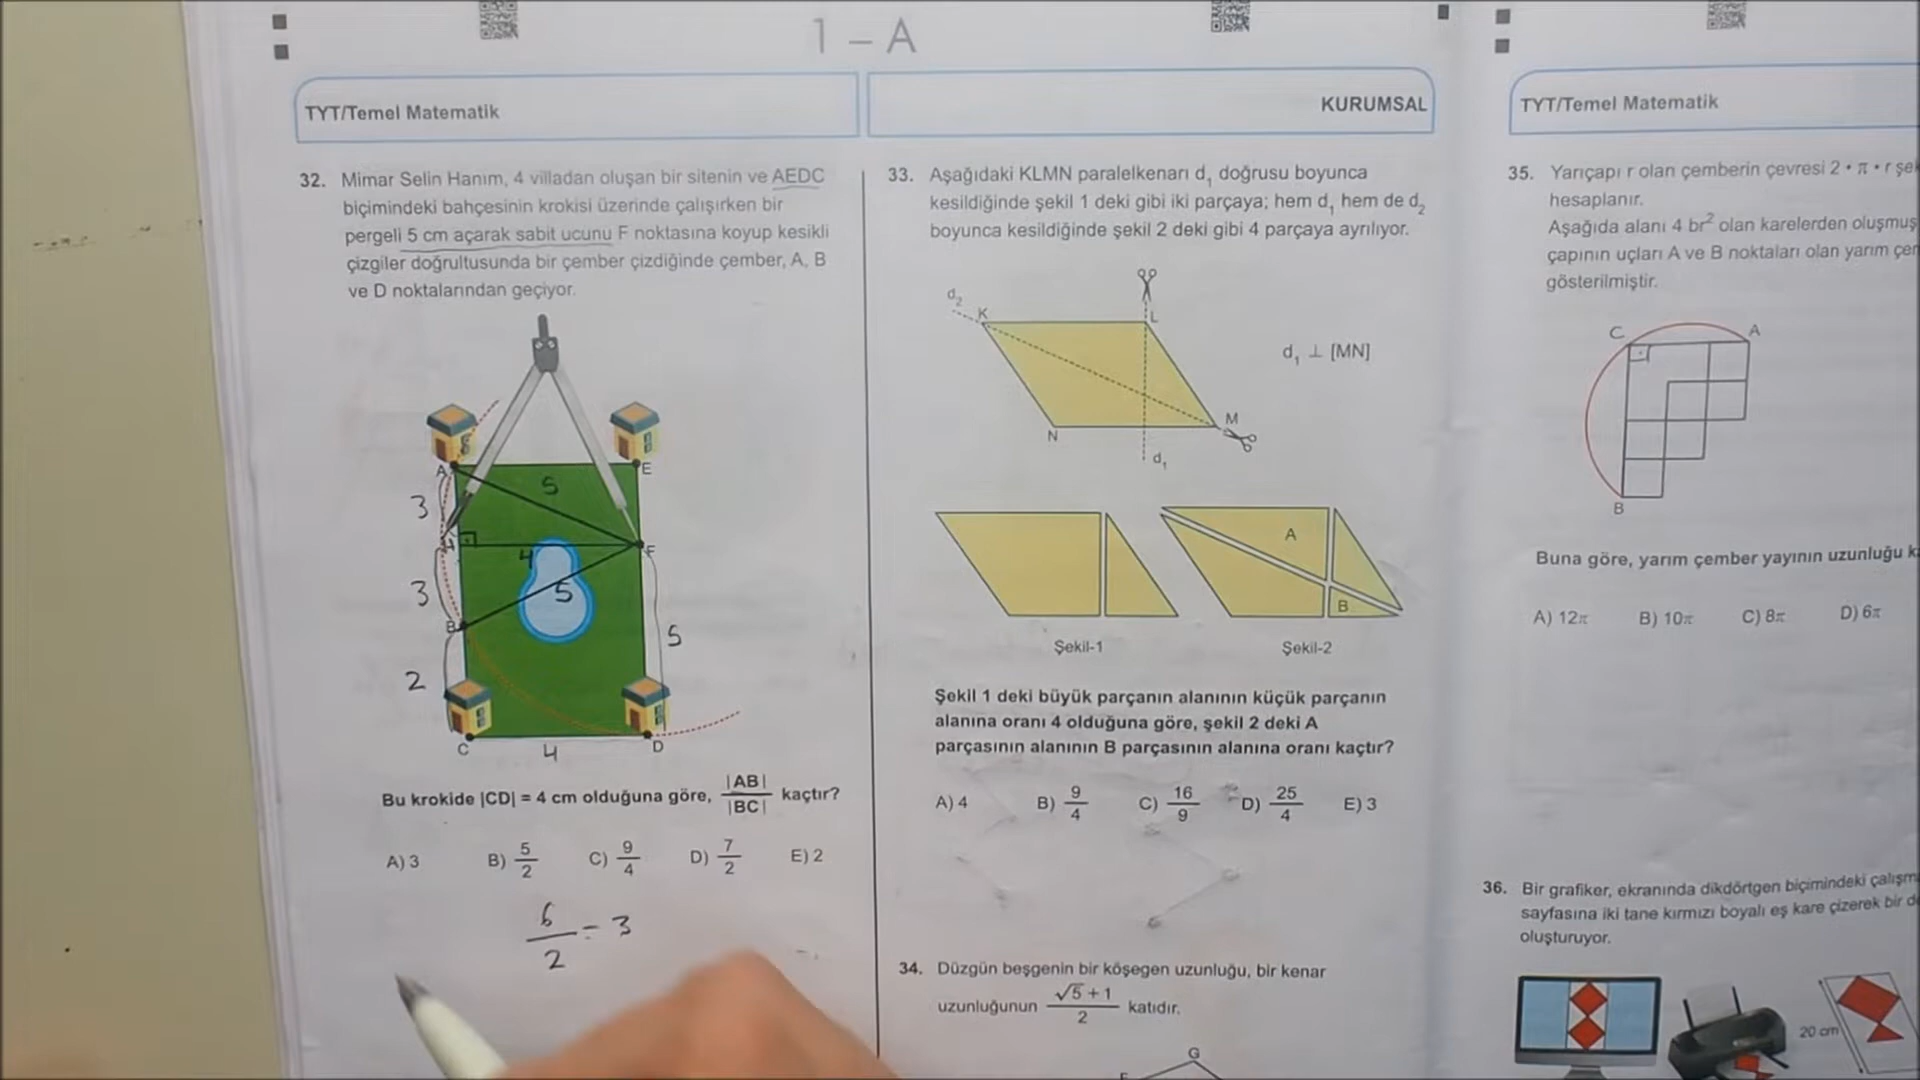 1 - A
TYT/Temel Matematik
KURUMSAL
TYT/Temel Matematik
32. Mimar Selin Hanım, 4 villadan oluşan bir sitenin ve AEDC
biçimindeki bahçesinin krokisi üzerinde çalışırken bir
pergeli 5 cm açarak sabit ucunu F noktasına koyup kesikli
çizgiler doğrultusunda bir çember çizdiğinde çember, A, B
ve D noktalarından geçiyor.
A
E
3
5
H
4
F
3
5
B
5
2
C
4
D
Bu krokide |CD| = 4 cm olduğuna göre, |AB| / |BC| kaçtır?
A) 3 B) 5/2 C) 9/4 D) 7/2 E) 2
6/2 = 3
33. Aşağıdaki KLMN paralelkenarı d₁ doğrusu boyunca
kesildiğinde şekil 1 deki gibi iki parçaya; hem d₁ hem de d₂
boyunca kesildiğinde şekil 2 deki gibi 4 parçaya ayrılıyor.
d₂
K
L
d₁ ⊥ [MN]
N
M
d₁
A
B
Şekil-1
Şekil-2
Şekil 1 deki büyük parçanın alanının küçük parçanın
alanına oranı 4 olduğuna göre, şekil 2 deki A
parçasının alanının B parçasının alanına oranı kaçtır?
A) 4 B) 9/4 C) 16/9 D) 25/4 E) 3
34. Düzgün beşgenin bir köşegen uzunluğu, bir kenar
uzunluğunun (√5 + 1)/2 katıdır.
G
35. Yarıçapı r olan çemberin çevresi 2 • π • r
hesaplanır.
Aşağıda alanı 4 br² olan karelerden
çapının uçları A ve B noktaları olan yarım
gösterilmiştir.
C
A
B
Buna göre, yarım çember yayının uzunluğu
A) 12π B) 10π C) 8π D) 6π
36. Bir grafiker, ekranında dikdörtgen biçimindeki
sayfasına iki tane kırmızı boyalı eş kare çizerek bir
oluşturuyor.
20 cm